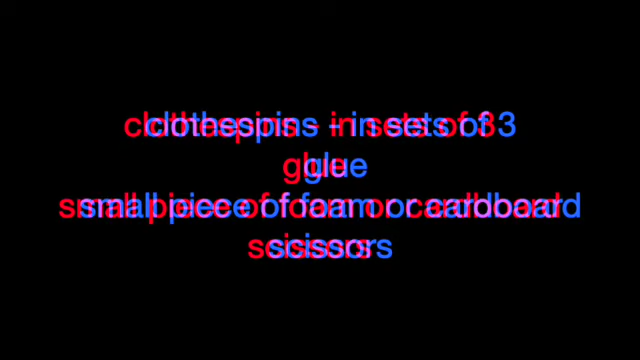 clothespins - in sets of 3
glue
small piece of foam or cardboard
scissors